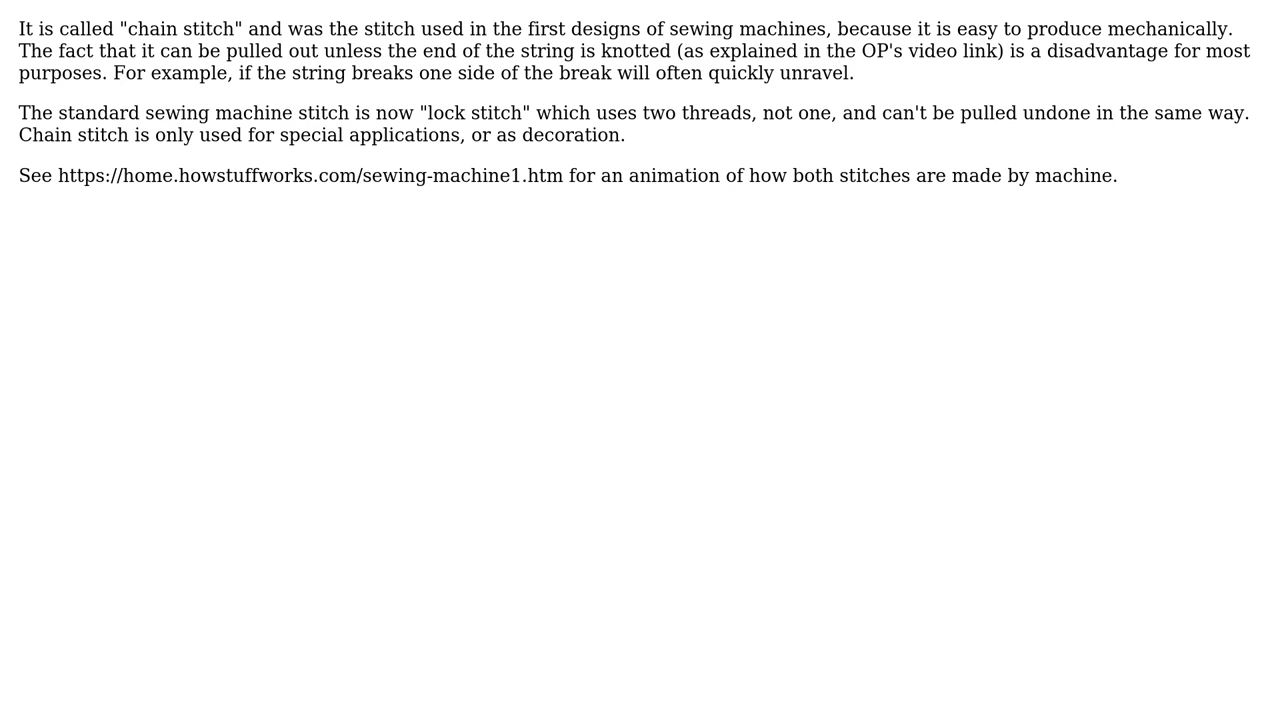 It is called "chain stitch" and was the stitch used in the first designs of sewing machines, because it is easy to produce mechanically.
The fact that it can be pulled out unless the end of the string is knotted (as explained in the OP's video link) is a disadvantage for most
purposes. For example, if the string breaks one side of the break will often quickly unravel.
The standard sewing machine stitch is now "lock stitch" which uses two threads, not one, and can't be pulled undone in the same way.
Chain stitch is only used for special applications, or as decoration.
See https://home.howstuffworks.com/sewing-machine1.htm for an animation of how both stitches are made by machine.